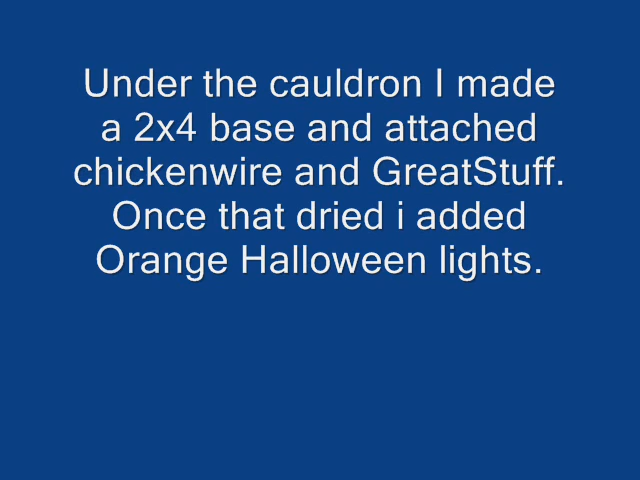 Under the cauldron I made
a 2x4 base and attached
chickenwire and GreatStuff.
Once that dried i added
Orange Halloween lights.